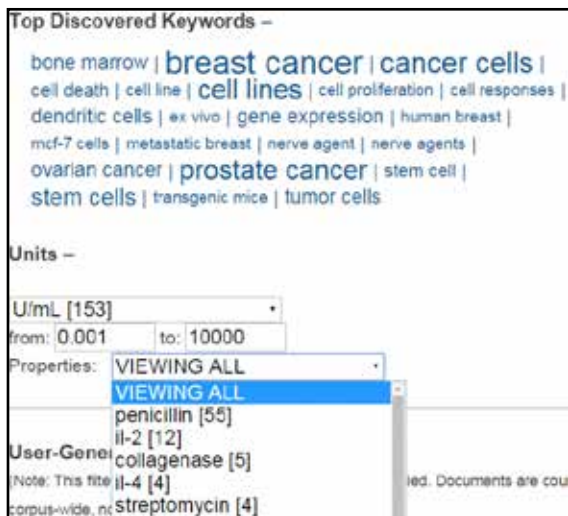 Top Discovered Keywords –
bone marrow | breast cancer | cancer cells |
cell death | cell line | cell lines | cell proliferation | cell responses |
dendritic cells | ex vivo | gene expression | human breast |
mcf-7 cells | metastatic breast | nerve agent | nerve agents |
ovarian cancer | prostate cancer | stem cell |
stem cells | transgenic mice | tumor cells
Units –
U/mL [153]
from: 0.001 to: 10000
Properties: VIEWING ALL
VIEWING ALL
penicillin [55]
il-2 [12]
User-Gene
collagenase [5]
[Note: This filte il-4 [4] ied. Documents are cou
corpus-wide, no streptomycin [4]